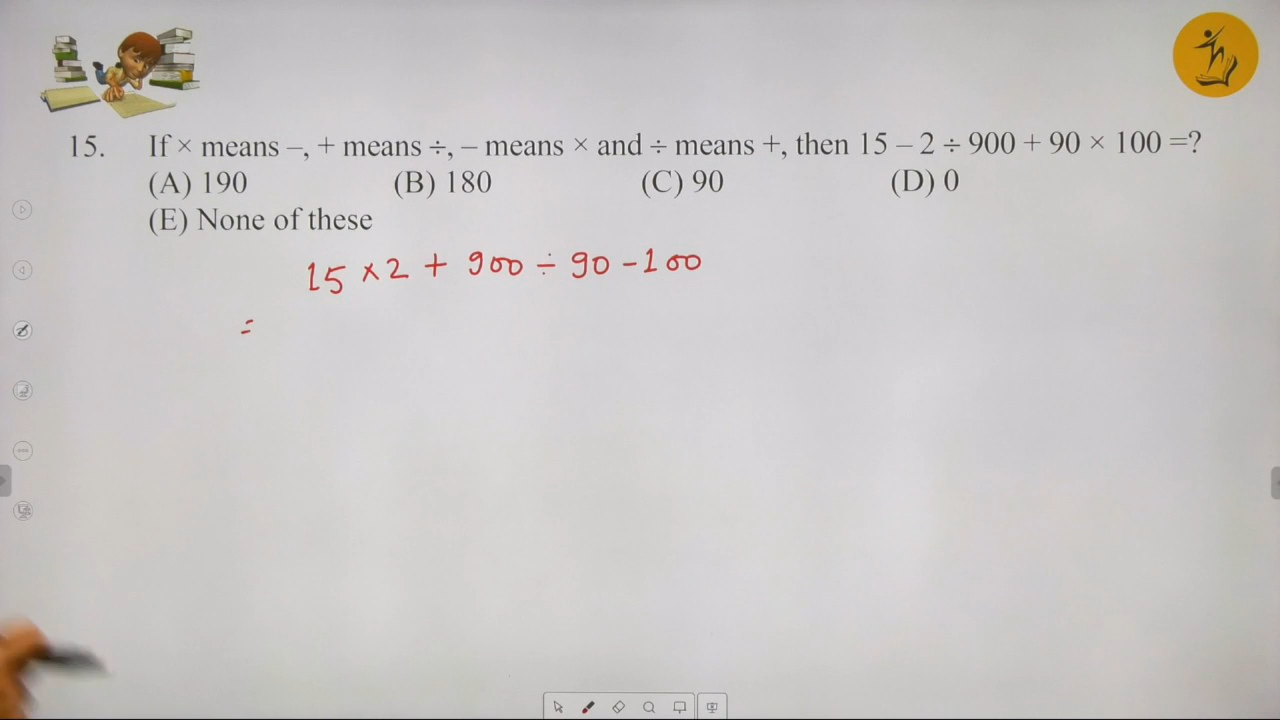 15. If × means –, + means ÷, – means × and ÷ means +, then 15 – 2 ÷ 900 + 90 × 100 =?
(A) 190 (B) 180 (C) 90 (D) 0
(E) None of these
15 × 2 + 900 ÷ 90 - 100
=